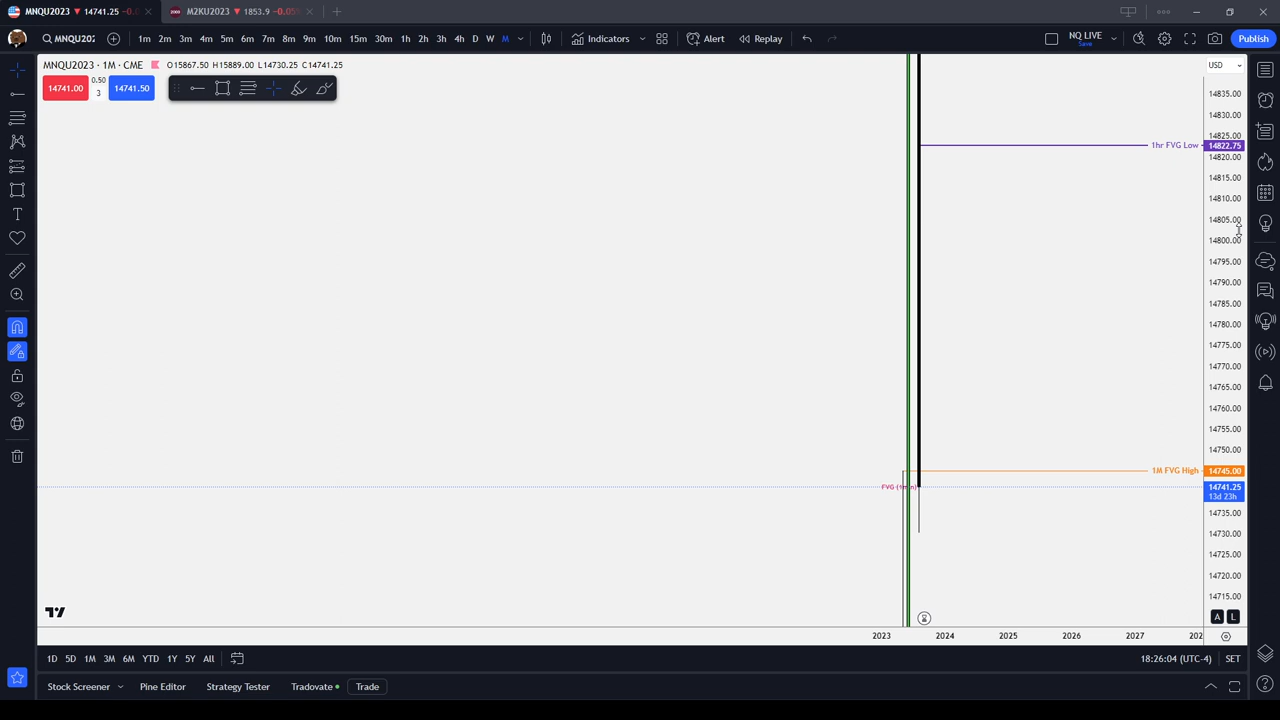 MNQU2023 ▼ 14741.25 -0.0
M2KU2023 ▼ 1853.9 -0.05%
MNQU202
1m 2m 3m 4m 5m 6m 7m 8m 9m 10m 15m 30m 1h 2h 3h 4h D W M
Indicators
Alert
Replay
NQ LIVE
Save
Publish
MNQU2023 · 1M · CME
O15867.50 H15889.00 L14730.25 C14741.25
USD
14741.00
0.50
3
14741.50
14835.00
14830.00
14825.00
1hr FVG Low
14822.75
14820.00
14815.00
14810.00
14805.00
14800.00
14795.00
14790.00
14785.00
14780.00
14775.00
14770.00
14765.00
14760.00
14755.00
14750.00
1M FVG High
14745.00
14741.25
13d 23h
14735.00
14730.00
14725.00
14720.00
14715.00
A L
2023 2024 2025 2026 2027 202
1D 5D 1M 3M 6M YTD 1Y 5Y All
18:26:04 (UTC-4) SET
Stock Screener
Pine Editor
Strategy Tester
Tradovate
Trade